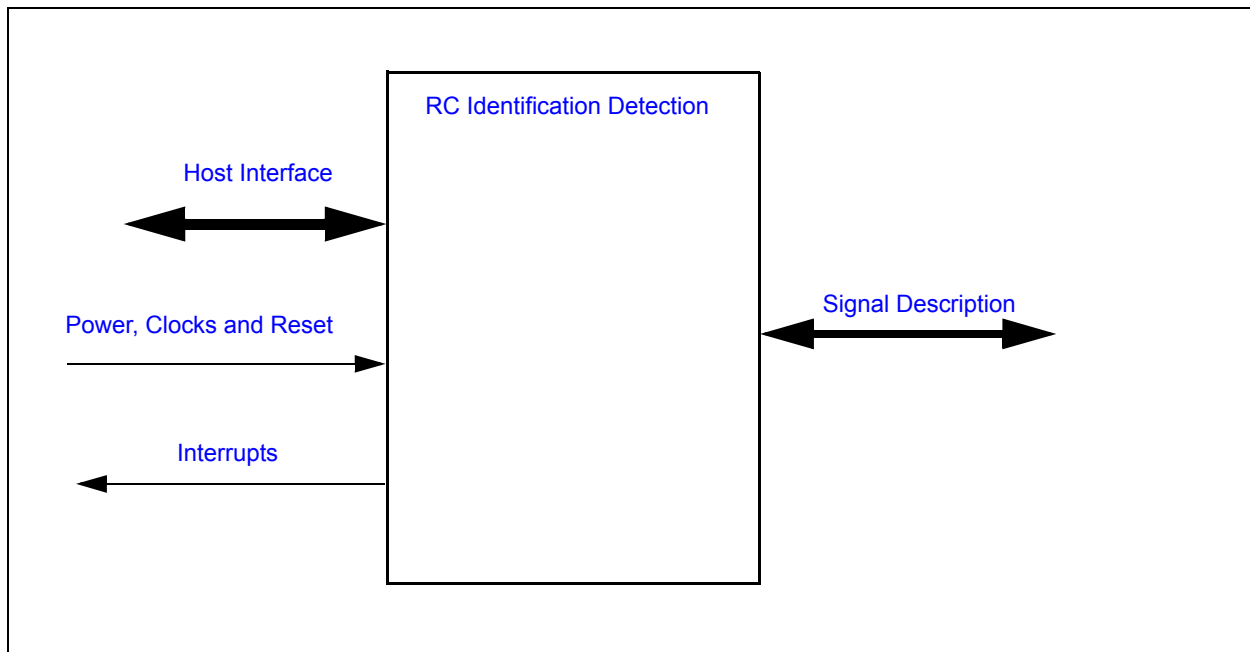 RC Identification Detection
Host Interface
Signal Description
Power, Clocks and Reset
Interrupts